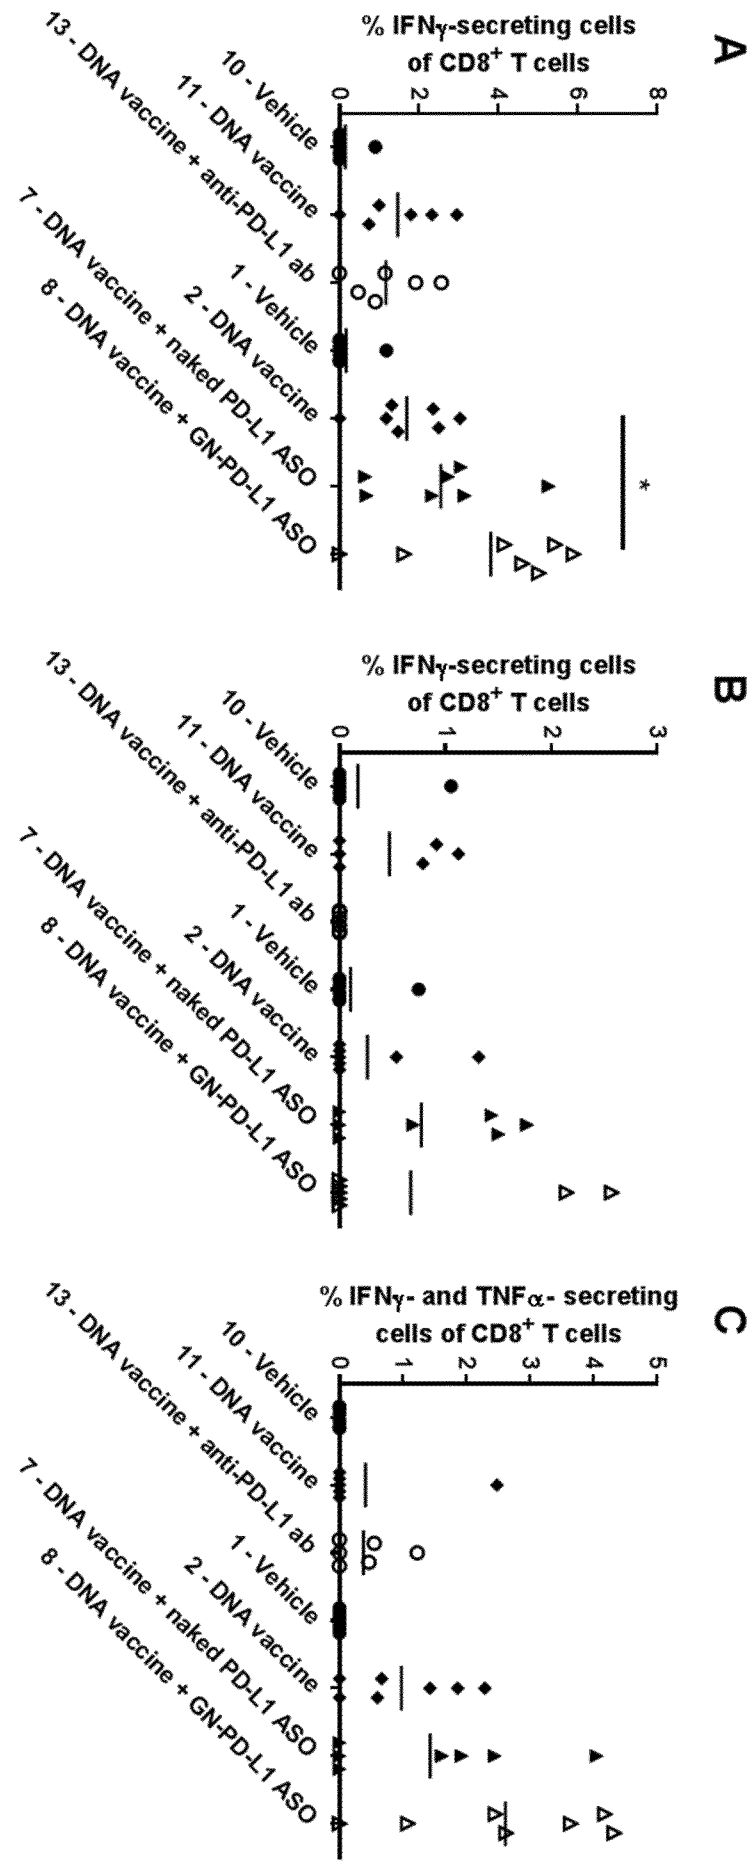 A
% IFNγ-secreting cells
of CD8+ T cells
0
2
4
6
8
10 - Vehicle
11 - DNA vaccine
13 - DNA vaccine + anti-PD-L1 ab
1 - Vehicle
2 - DNA vaccine
7 - DNA vaccine + naked PD-L1 ASO
8 - DNA vaccine + GN-PD-L1 ASO
*
B
% IFNγ-secreting cells
of CD8+ T cells
0
1
2
3
10 - Vehicle
11 - DNA vaccine
13 - DNA vaccine + anti-PD-L1 ab
1 - Vehicle
2 - DNA vaccine
7 - DNA vaccine + naked PD-L1 ASO
8 - DNA vaccine + GN-PD-L1 ASO
C
% IFNγ- and TNFα- secreting
cells of CD8+ T cells
0
1
2
3
4
5
10 - Vehicle
11 - DNA vaccine
13 - DNA vaccine + anti-PD-L1 ab
1 - Vehicle
2 - DNA vaccine
7 - DNA vaccine + naked PD-L1 ASO
8 - DNA vaccine + GN-PD-L1 ASO